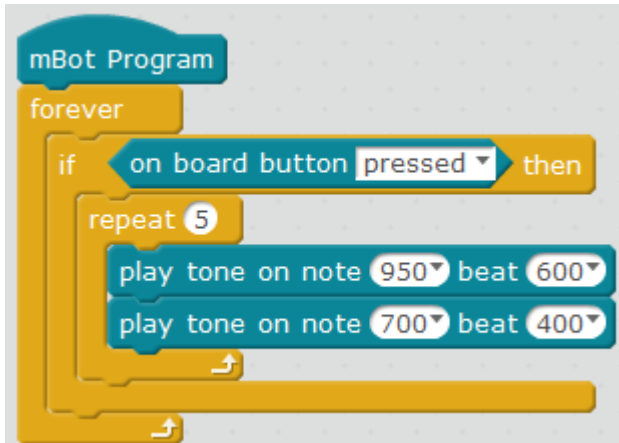 mBot Program
forever
if on board button pressed then
repeat 5
play tone on note 950 beat 600
play tone on note 700 beat 400